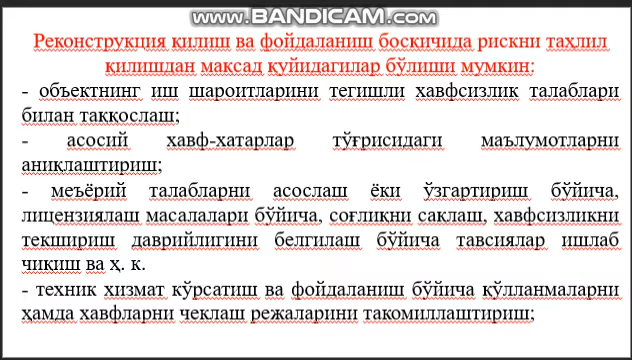 www.BANDICAM.com
Реконструкция қилиш ва фойдаланиш босқичида рискни таҳлил
қилишдан мақсад қуйидагилар бўлиши мумкин:
- объектнинг иш шароитларини тегишли хавфсизлик талаблари
билан таққослаш;
- асосий хавф-хатарлар тўғрисидаги маълумотларни
аниқлаштириш;
- меъёрий талабларни асослаш ёки ўзгартириш бўйича,
лицензиялаш масалалари бўйича, соғлиқни сақлаш, хавфсизликни
текшириш даврийлигини белгилаш бўйича тавсиялар ишлаб
чиқиш ва ҳ. к.
- техник хизмат кўрсатиш ва фойдаланиш бўйича қўлланмаларни
ҳамда хавфларни чеклаш режаларини такомиллаштириш;